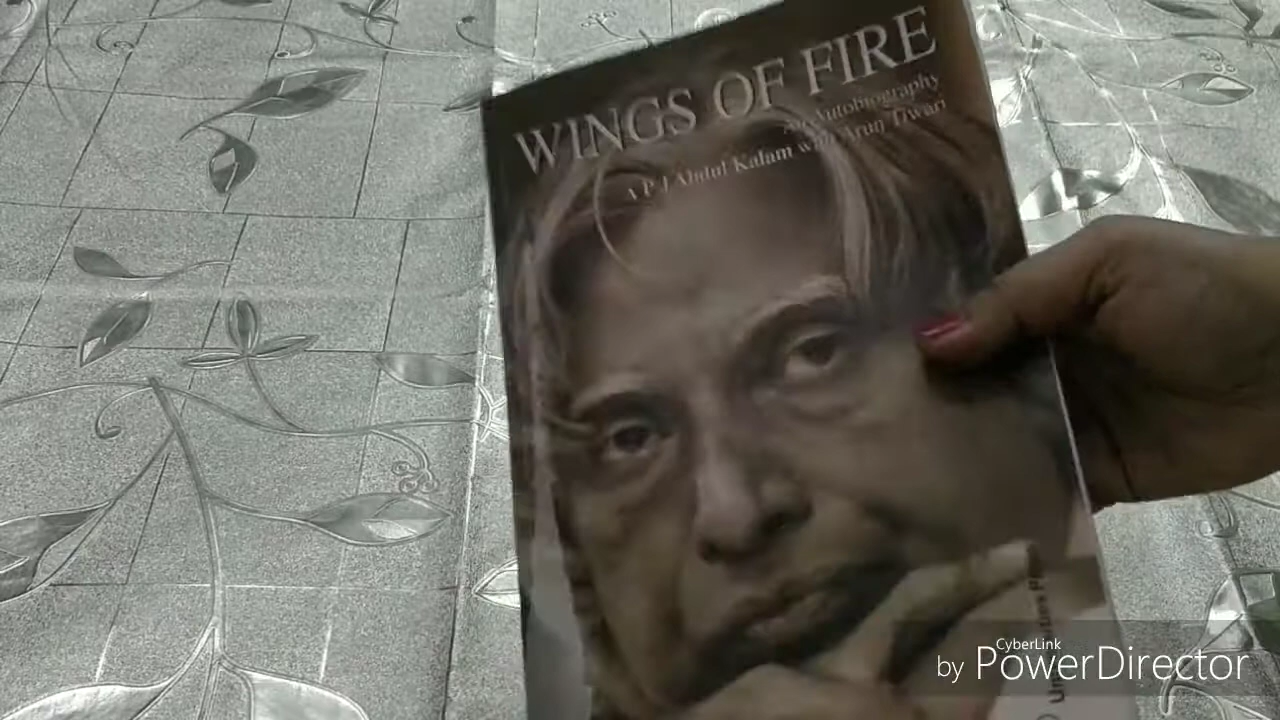 WINGS OF FIRE
An Autobiography
A P J Abdul Kalam with Arun Tiwari
CyberLink
by PowerDirector